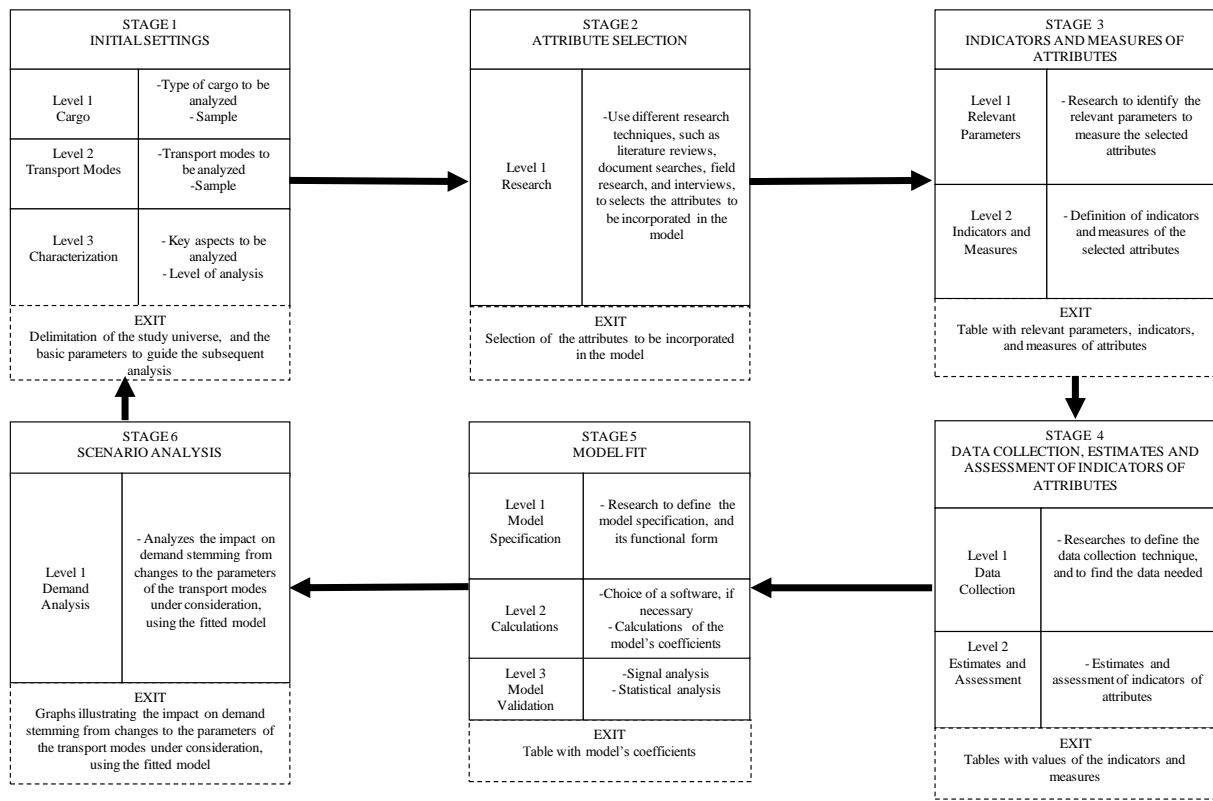 STAGE 1
INITIAL SETTINGS
Level 1
Cargo
-Type of cargo to be
analyzed
- Sample
Level 2
Transport Modes
-Transport modes to
be analyzed
-Sample
Level 3
Characterization
- Key aspects to be
analyzed
- Level of analysis
EXIT
Delimitation of the study universe, and the
basic parameters to guide the subsequent
analysis
STAGE 2
ATTRIBUTE SELECTION
Level 1
Research
-Use different research
techniques, such as
literature reviews,
document searches, field
research, and interviews,
to selects the attributes to
be incorporated in the
model
EXIT
Selection of the attributes to be incorporated
in the model
STAGE 3
INDICATORS AND MEASURES OF
ATTRIBUTES
Level 1
Relevant
Parameters
- Research to identify the
relevant parameters to
measure the selected
attributes
Level 2
Indicators and
Measures
- Definition of indicators
and measures of the
selected attributes
EXIT
Table with relevant parameters, indicators,
and measures of attributes
STAGE 4
DATA COLLECTION, ESTIMATES AND
ASSESSMENT OF INDICATORS OF
ATTRIBUTES
Level 1
Data
Collection
- Researches to define the
data collection technique,
and to find the data needed
Level 2
Estimates and
Assessment
- Estimates and
assessment of indicators of
attributes
EXIT
Tables with values of the indicators and
measures
STAGE 5
MODEL FIT
Level 1
Model
Specification
- Research to define the
model specification, and
its functional form
Level 2
Calculations
-Choice of a software, if
necessary
- Calculations of the
model's coefficients
Level 3
Model
Validation
-Signal analysis
- Statistical analysis
EXIT
Table with model's coefficients
STAGE 6
SCENARIO ANALYSIS
Level 1
Demand
Analysis
- Analyzes the impact on
demand stemming from
changes to the parameters
of the transport modes
under consideration,
using the fitted model
EXIT
Graphs illustrating the impact on demand
stemming from changes to the parameters of
the transport modes under consideration,
using the fitted model